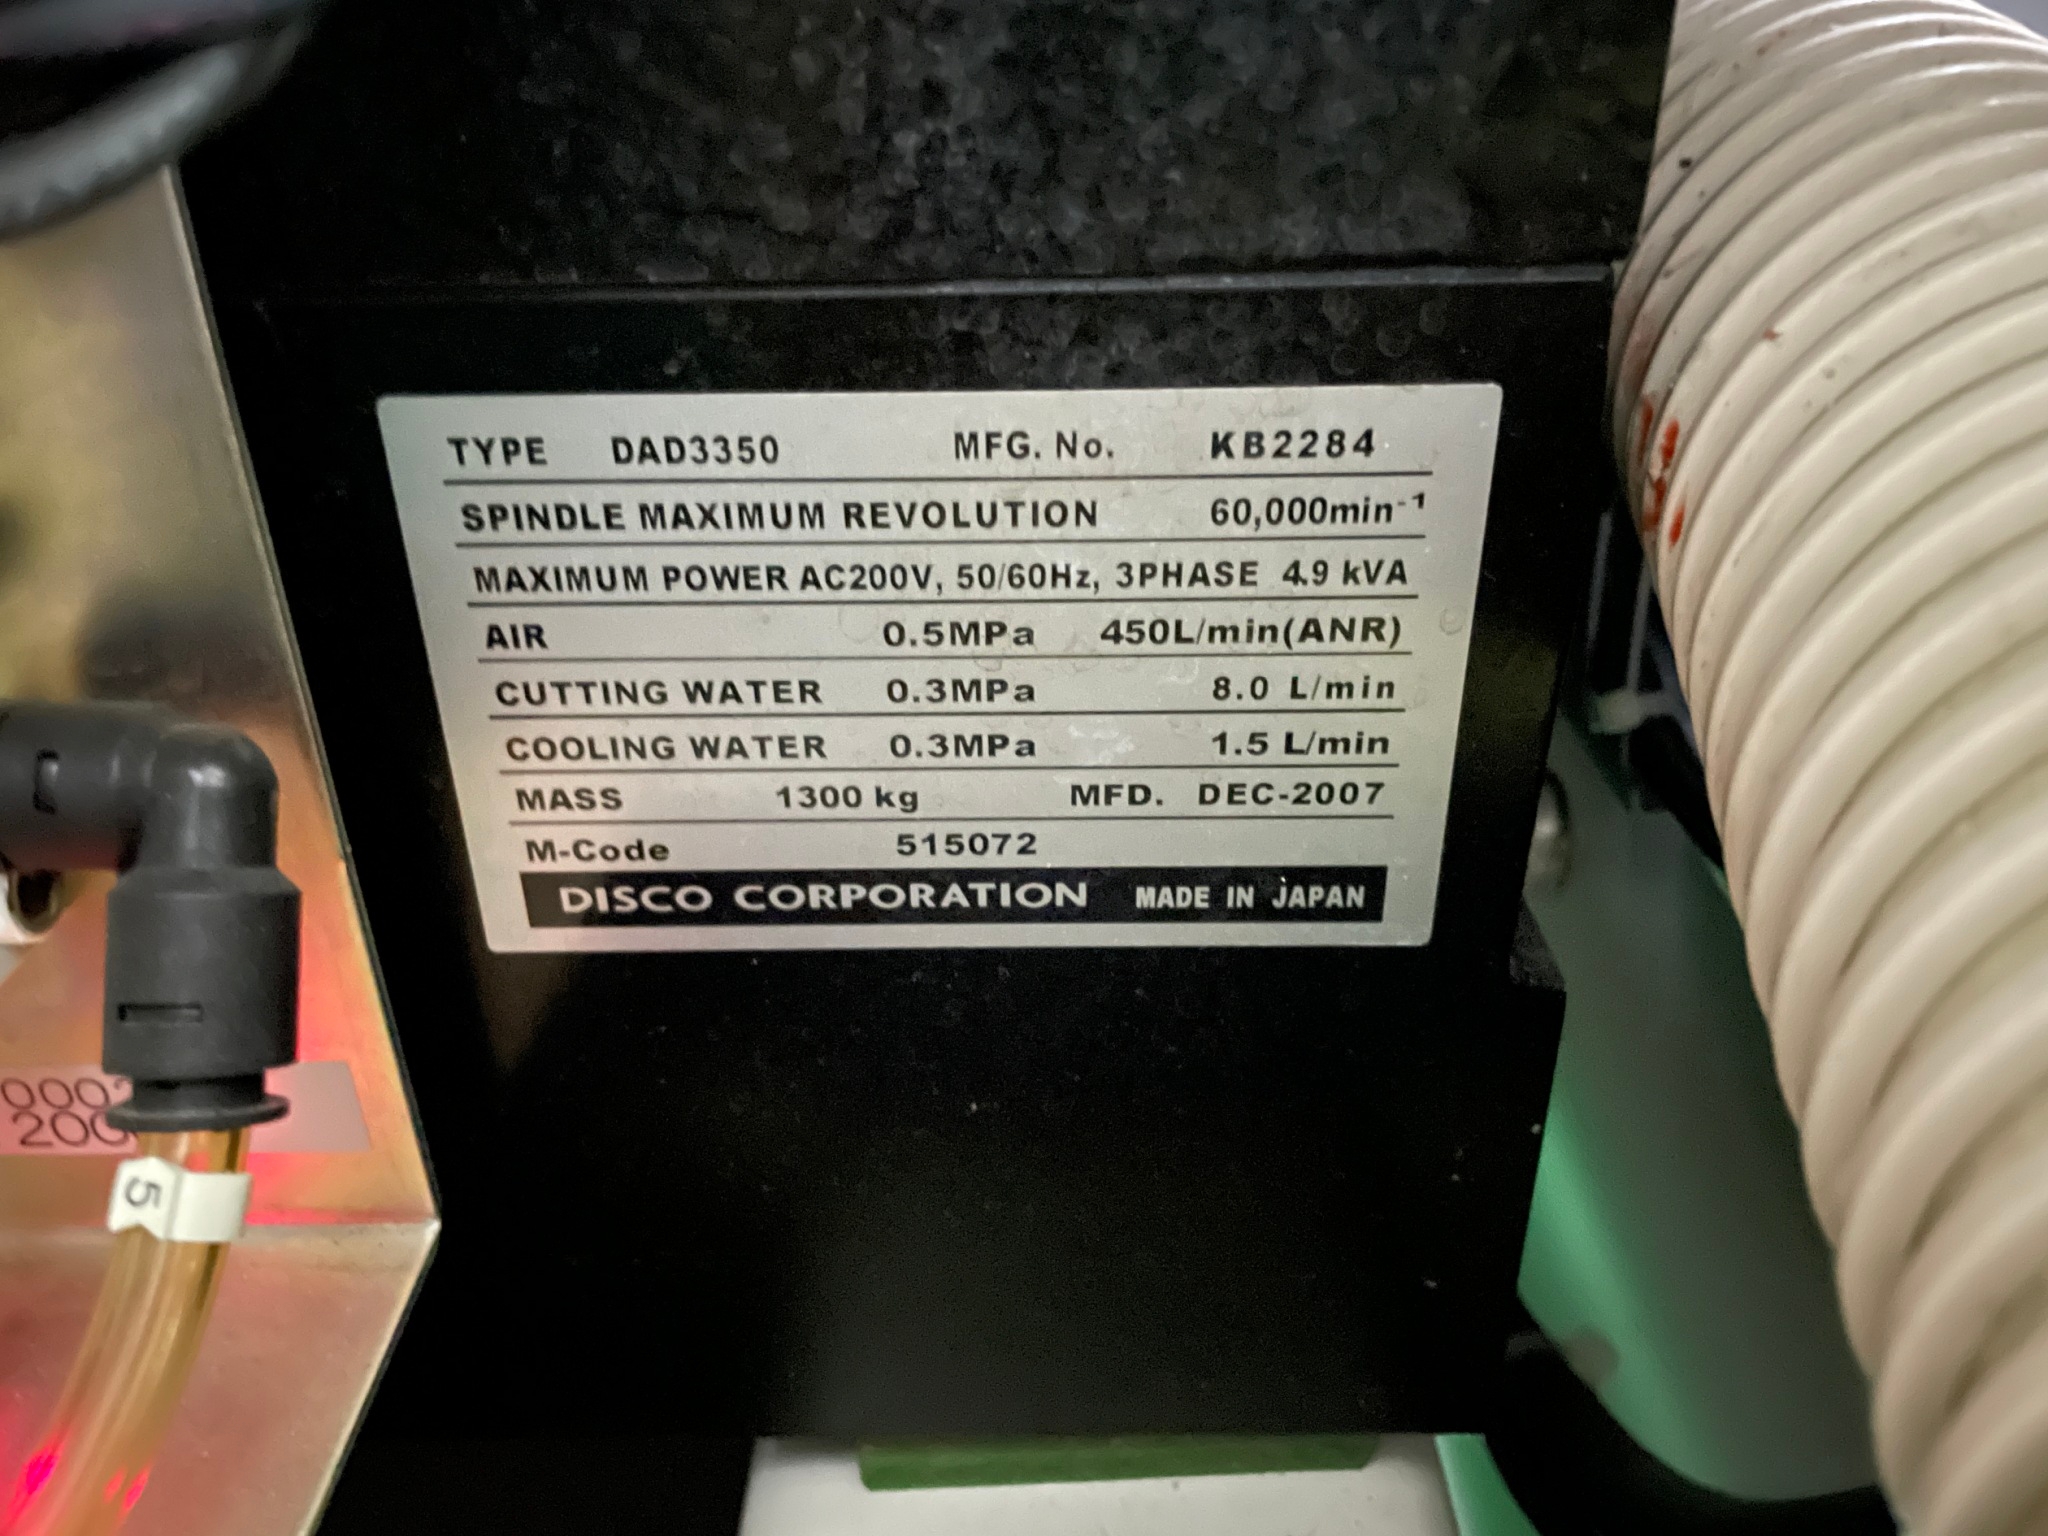 TYPE DAD3350 MFG. No. KB2284
SPINDLE MAXIMUM REVOLUTION 60,000min⁻¹
MAXIMUM POWER AC200V, 50/60Hz, 3PHASE 4.9 kVA
AIR 0.5MPa 450L/min(ANR)
CUTTING WATER 0.3MPa 8.0 L/min
COOLING WATER 0.3MPa 1.5 L/min
MASS 1300 kg MFD. DEC-2007
M-Code 515072
DISCO CORPORATION MADE IN JAPAN
5